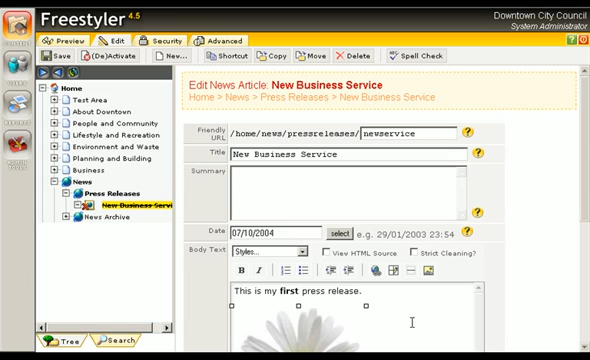 Freestyler 4.5
Downtown City Council
System Administrator
Preview Edit Security Advanced
Save (De)Activate New... Shortcut Copy Move Delete Spell Check
Home
Test Area
About Downtown
People and Community
Lifestyle and Recreation
Environment and Waste
Planning and Building
Business
News
Press Releases
New Business Servi
News Archive
Tree Search
Edit News Article: New Business Service
Home > News > Press Releases > New Business Service
Friendly URL /home/news/pressreleases/ newservice
Title New Business Service
Summary
Date 07/10/2004 select e.g. 29/01/2003 23:54
Body Text Styles... View HTML Source Strict Cleaning?
B I
This is my first press release.